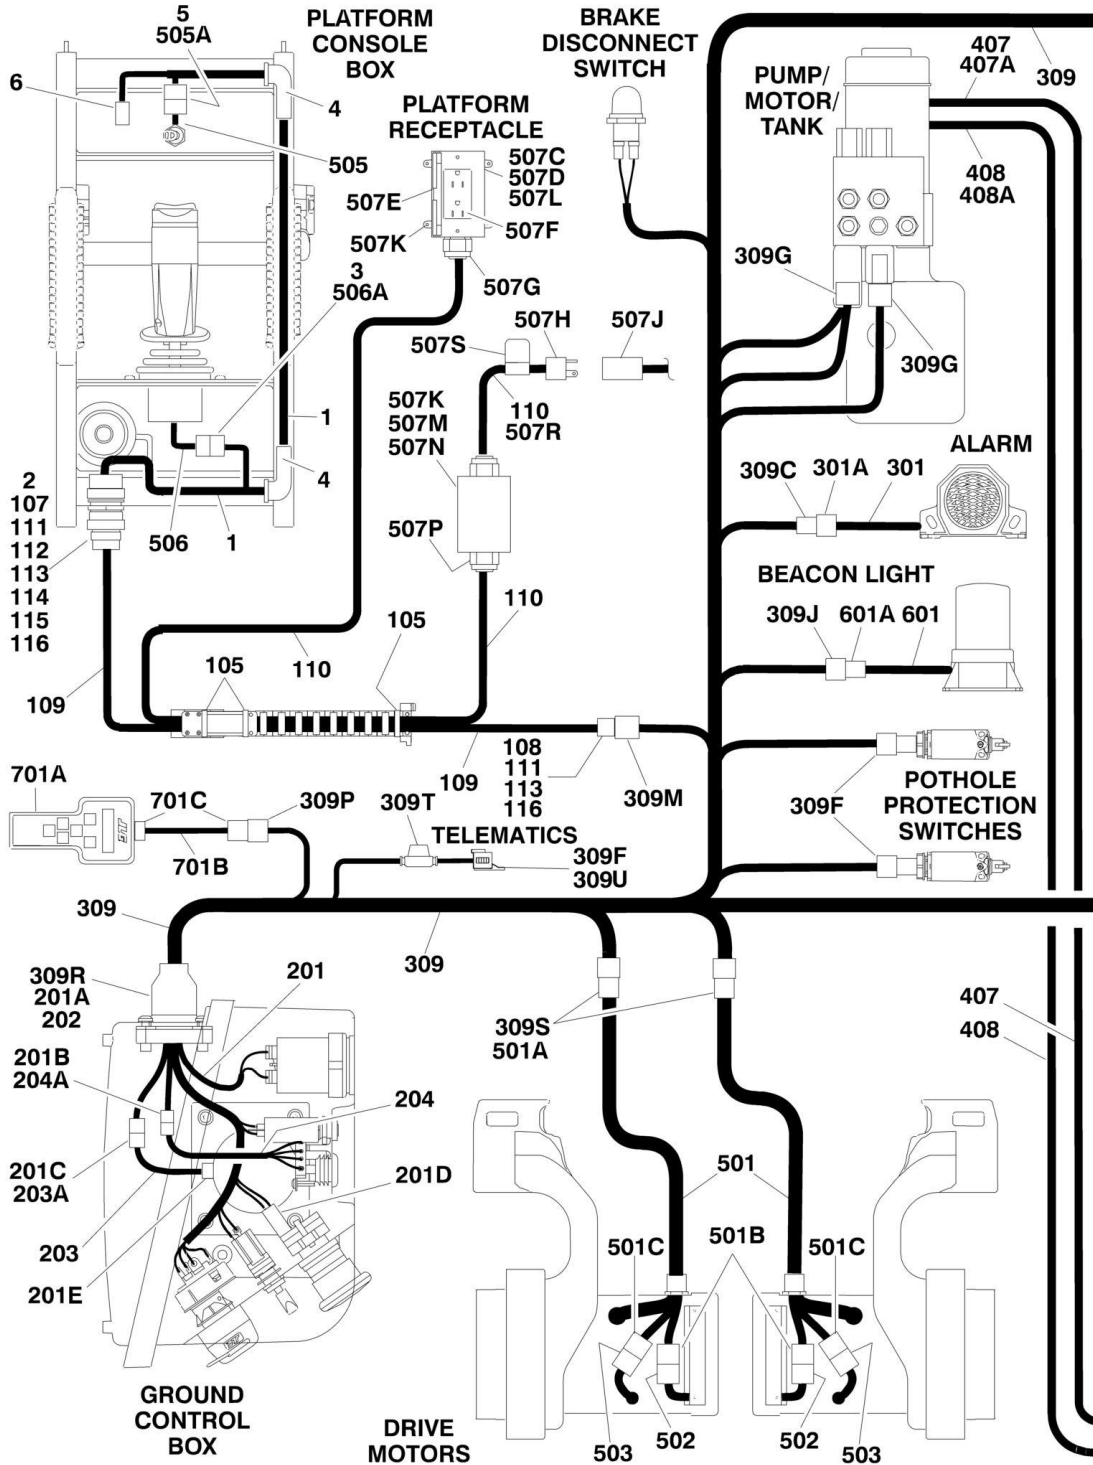 5
505A
PLATFORM
CONSOLE
BOX
BRAKE
DISCONNECT
SWITCH
407
407A
309
6
4
PLATFORM
RECEPTACLE
PUMP/
MOTOR/
TANK
505
507C
507D
507L
507E
507F
408
408A
507K
3
506A
507G
309G
507H
507J
507S
309G
507K
507M
507N
110
507R
1
ALARM
309C
301A
301
2
107
111
112
113
114
115
116
4
506
1
507P
BEACON LIGHT
110
105
309J
601A
601
105
110
109
108
111
113
116
109
309M
701A
701C
309P
309T
POTHOLE
PROTECTION
SWITCHES
309F
TELEMATICS
309F
309U
JLG
701B
309
309
309R
201A
202
201
407
408
309S
501A
201B
204A
204
201C
203A
201D
501
203
501C
501B
501C
201E
GROUND
CONTROL
BOX
DRIVE
MOTORS
503
502
502
503